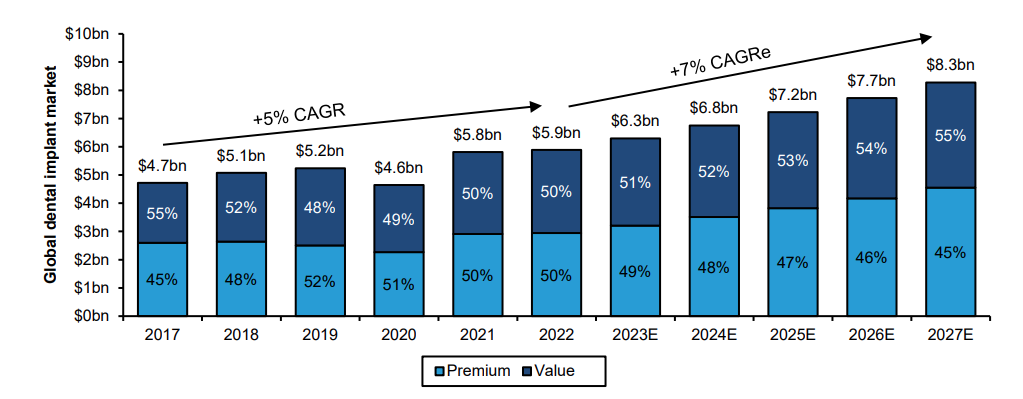 Global dental implant market
$10bn
$9bn
$8bn
$7bn
$6bn
$5bn
$4bn
$3bn
$2bn
$1bn
$0bn
+5% CAGR
+7% CAGRe
$4.7bn
$5.1bn
$5.2bn
$4.6bn
$5.8bn
$5.9bn
$6.3bn
$6.8bn
$7.2bn
$7.7bn
$8.3bn
55% 52% 48% 49% 50% 50% 51% 52% 53% 54% 55%
45% 48% 52% 51% 50% 50% 49% 48% 47% 46% 45%
2017 2018 2019 2020 2021 2022 2023E 2024E 2025E 2026E 2027E
Premium Value